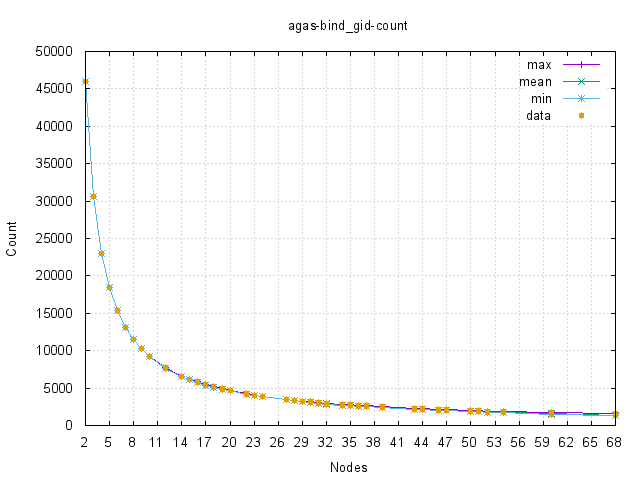 agas-bind_gid-count
50000
45000
40000
35000
30000
25000
20000
15000
10000
5000
0
Count
max
mean
min
data
2 5 8 11 14 17 20 23 26 29 32 35 38 41 44 47 50 53 56 59 62 65 68
Nodes